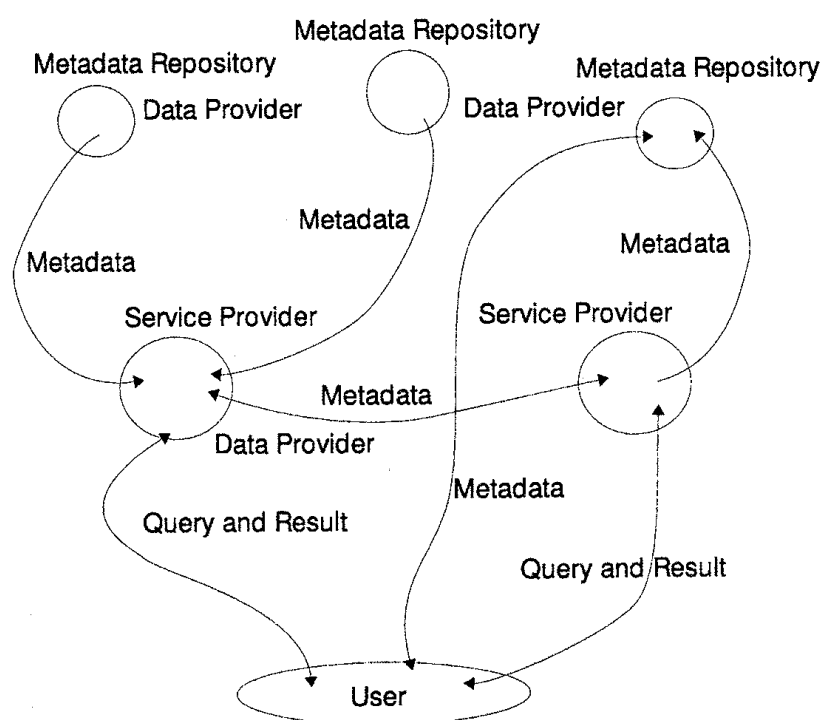 Metadata Repository
Metadata Repository
Metadata Repository
Data Provider
Data Provider
Metadata
Metadata
Metadata
Service Provider
Service Provider
Metadata
Data Provider
Metadata
Query and Result
Query and Result
User